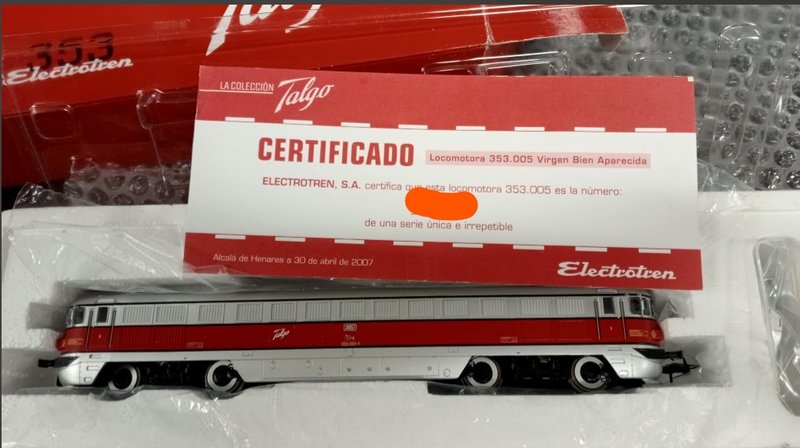 Talgo
353
Electrotren
LA COLECCIÓN Talgo
CERTIFICADO
Locomotora 353.005 Virgen Bien Aparecida
ELECTROTREN, S.A. certifica que esta locomotora 353.005 es la número:
de una serie única e irrepetible
Alcalá de Henares a 30 de abril de 2007
Electrotren
Talgo